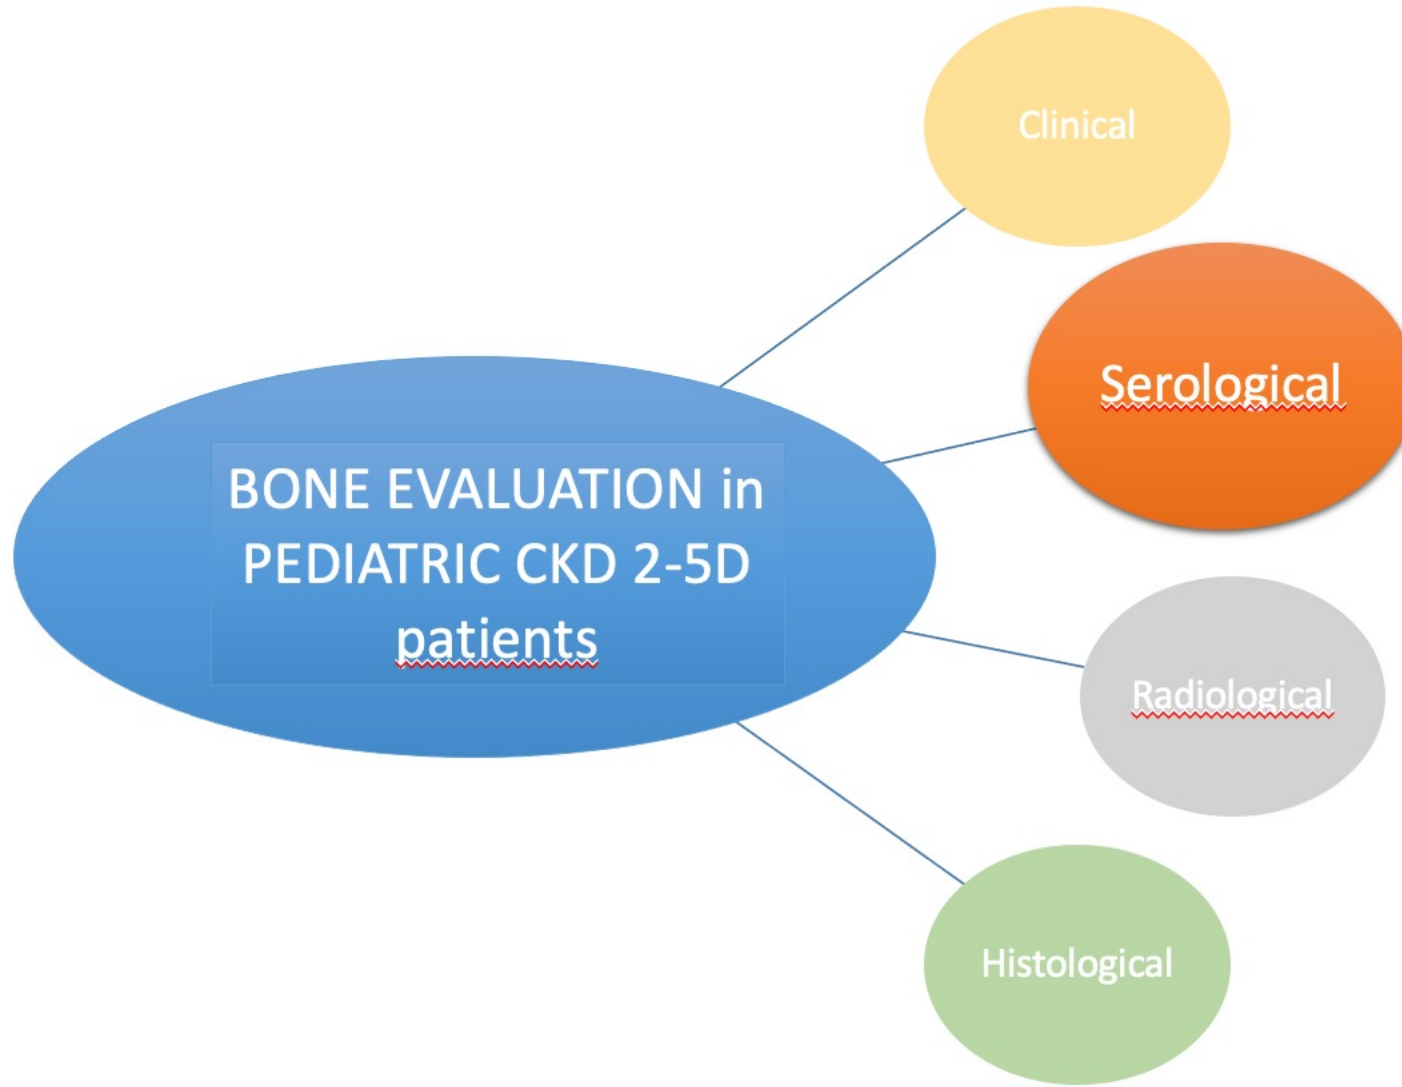 Clinical
Serological
BONE EVALUATION in
PEDIATRIC CKD 2-5D
patients
Radiological
Histological